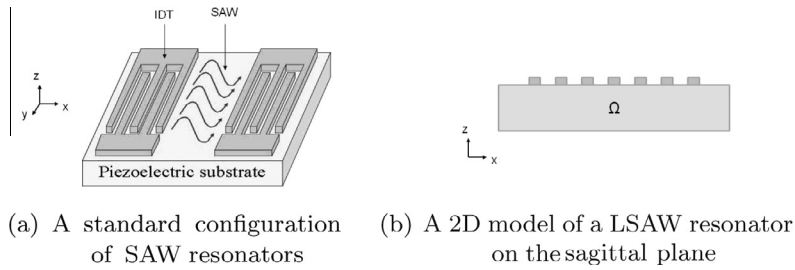 IDT
SAW
z
x
y
Piezoelectric substrate
Ω
z
x
(a) A standard configuration
of SAW resonators
(b) A 2D model of a LSAW resonator
on the sagittal plane